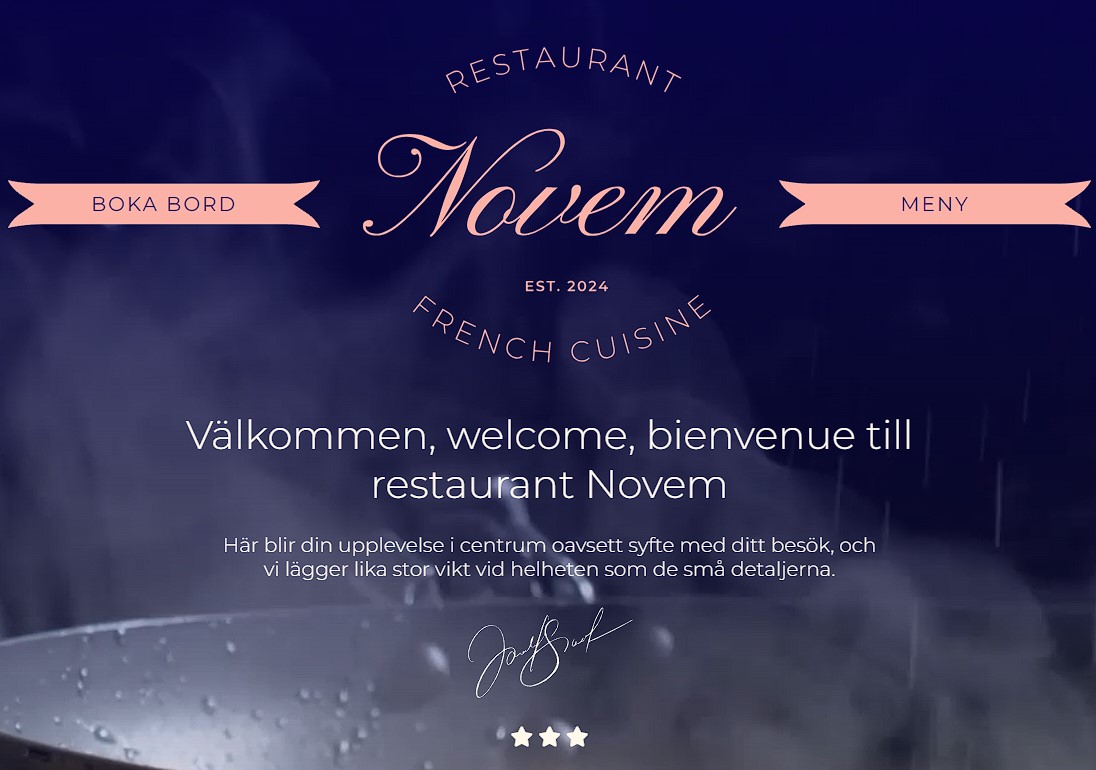 RESTAURANT
BOKA BORD
Novem
MENY
EST. 2024
FRENCH CUISINE
Välkommen, welcome, bienvenue till
restaurant Novem
Här blir din upplevelse i centrum oavsett syfte med ditt besök, och
vi lägger lika stor vikt vid helheten som de små detaljerna.